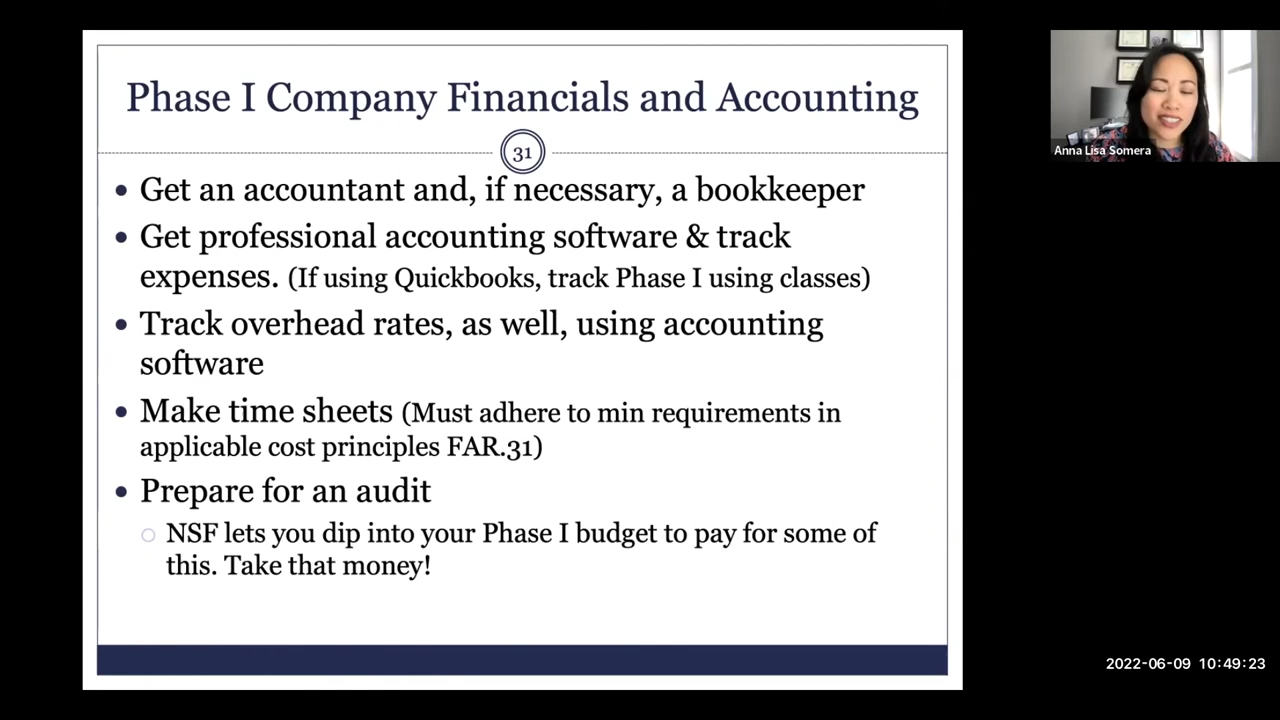 Phase I Company Financials and Accounting
31
• Get an accountant and, if necessary, a bookkeeper
• Get professional accounting software & track
expenses. (If using Quickbooks, track Phase I using classes)
• Track overhead rates, as well, using accounting
software
• Make time sheets (Must adhere to min requirements in
applicable cost principles FAR.31)
• Prepare for an audit
○ NSF lets you dip into your Phase I budget to pay for some of
this. Take that money!
Anna Lisa Somera
2022-06-09 10:49:23